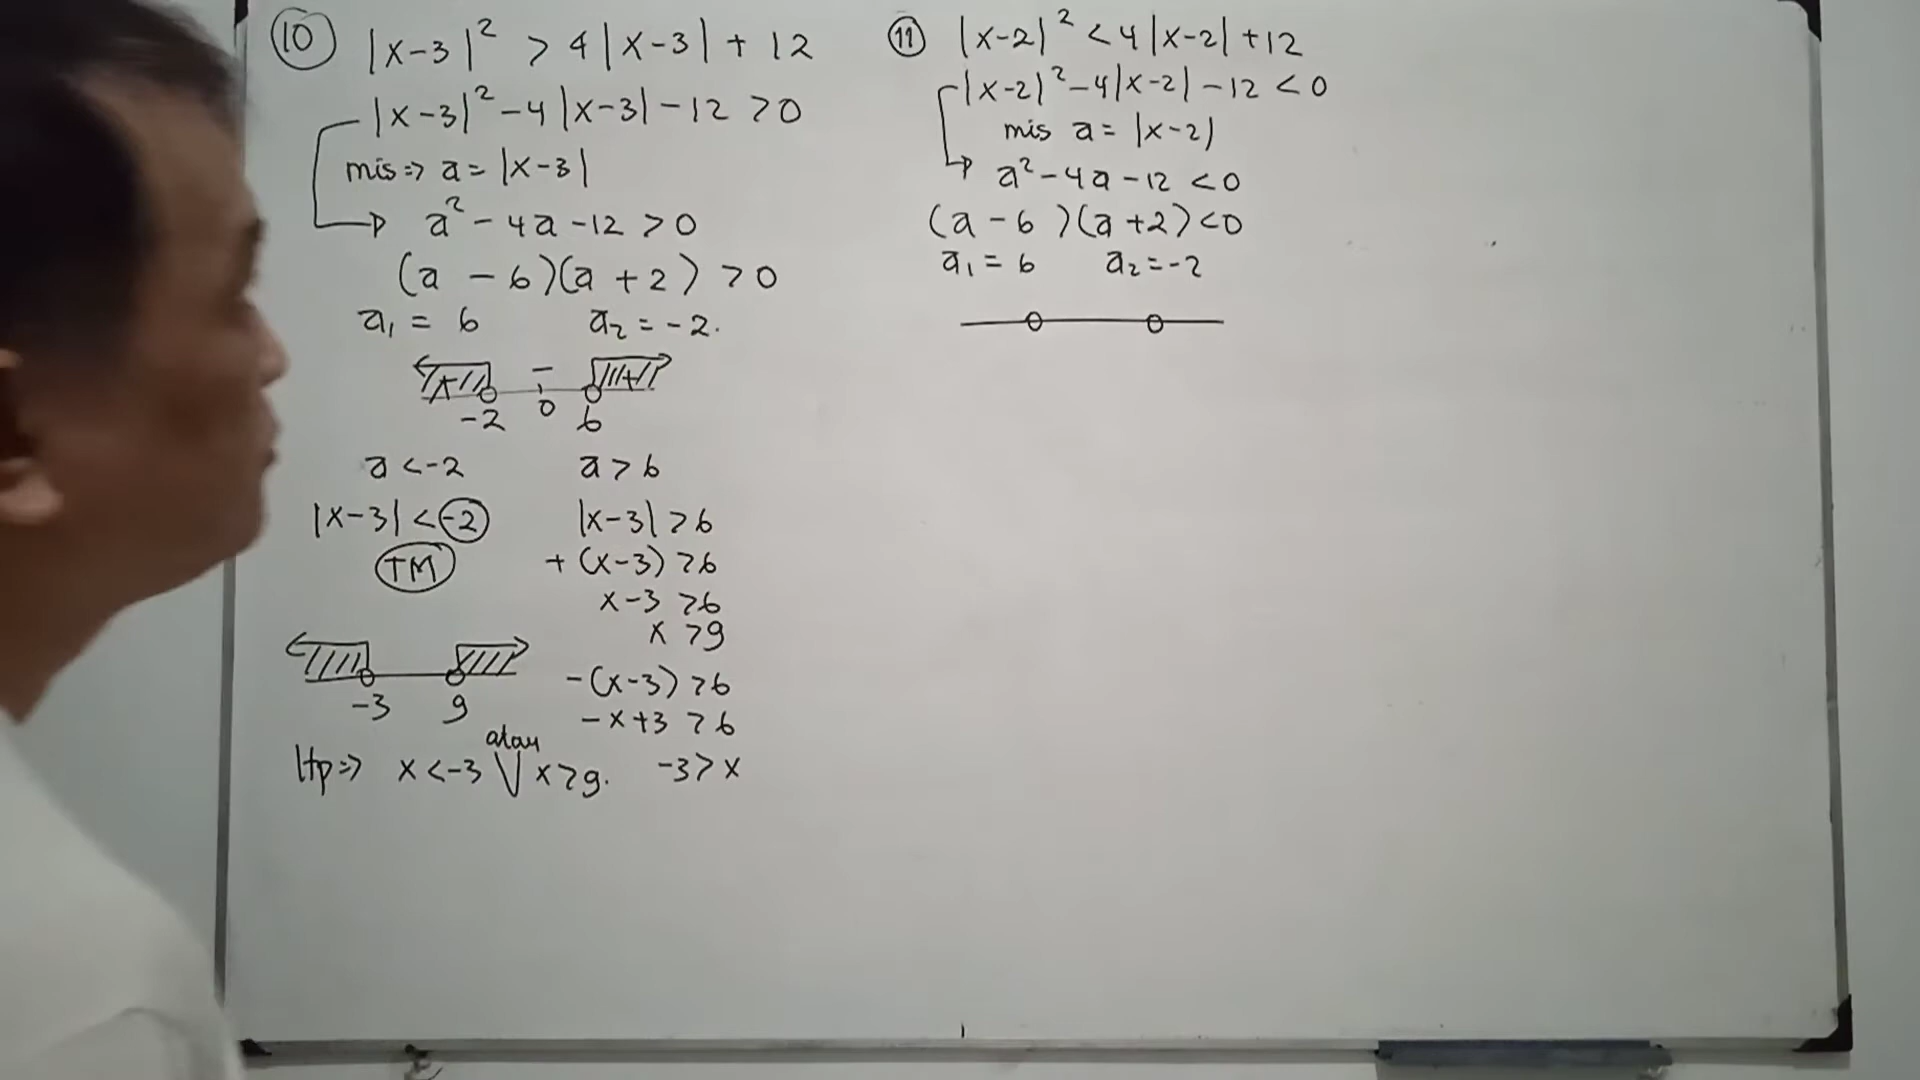 10 |x-3|² > 4|x-3| + 12
|x-3|² - 4|x-3| - 12 > 0
mis => a = |x-3|
a² - 4a - 12 > 0
(a - 6)(a + 2) > 0
a₁ = 6 a₂ = -2.
+ - +
-2 0 6
a < -2 a > 6
|x-3| < -2 |x-3| > 6
TM + (x-3) > 6
x-3 > 6
x > 9
-3 9 -(x-3) > 6
-x+3 > 6
atau
Hp => x < -3 V x > 9. -3 > x
11 |x-2|² < 4|x-2| + 12
|x-2|² - 4|x-2| - 12 < 0
mis a = |x-2|
a² - 4a - 12 < 0
(a - 6)(a + 2) < 0
a₁ = 6 a₂ = -2